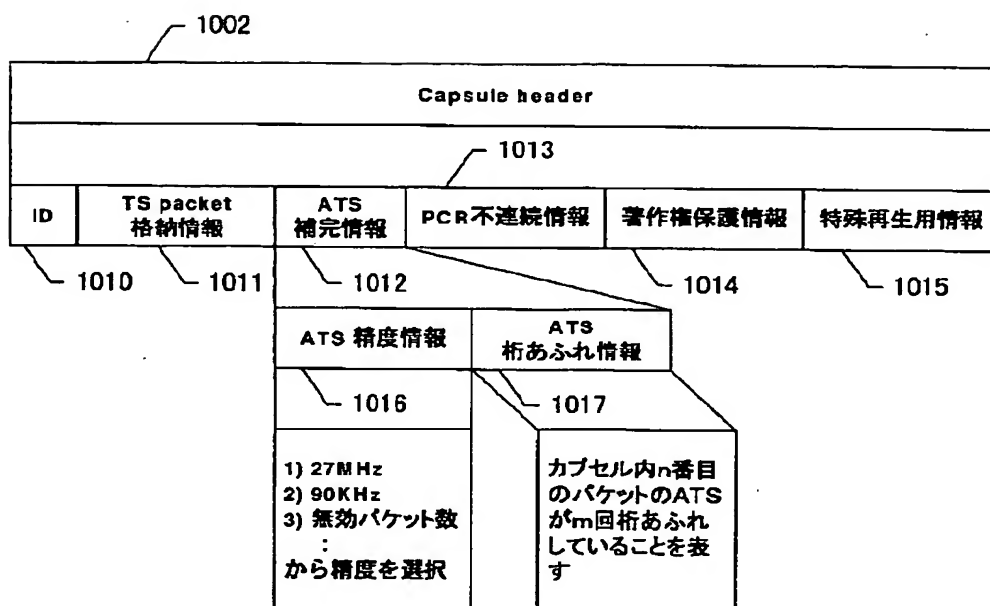 1002
Capsule header
1013
ID
TS packet
格納情報
ATS
補完情報
PCR不連続情報
著作権保護情報
特殊再生用情報
1010
1011
1012
1014
1015
ATS 精度情報
ATS
桁あふれ情報
1016
1017
1) 27MHz
2) 90KHz
3) 無効パケット数
:
から精度を選択
カプセル内n番目
のパケットのATS
がm回桁あふれ
していることを表
す